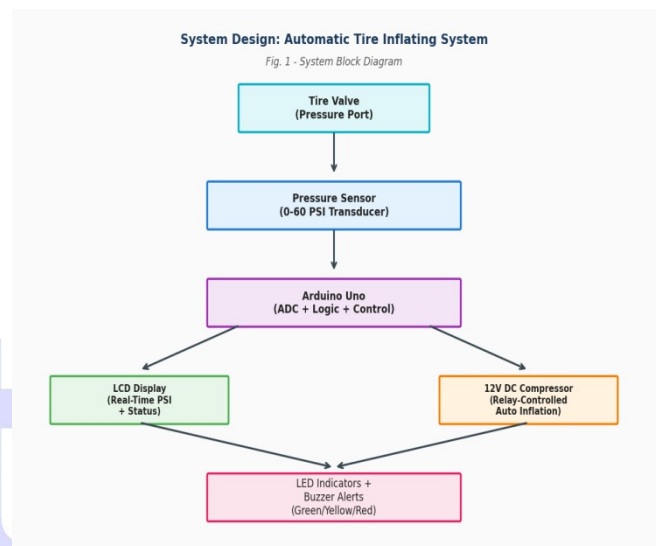 System Design: Automatic Tire Inflating System
Fig. 1 - System Block Diagram
Tire Valve
(Pressure Port)
Pressure Sensor
(0-60 PSI Transducer)
Arduino Uno
(ADC + Logic + Control)
LCD Display
(Real-Time PSI
+ Status)
12V DC Compressor
(Relay-Controlled
Auto Inflation)
LED Indicators +
Buzzer Alerts
(Green/Yellow/Red)